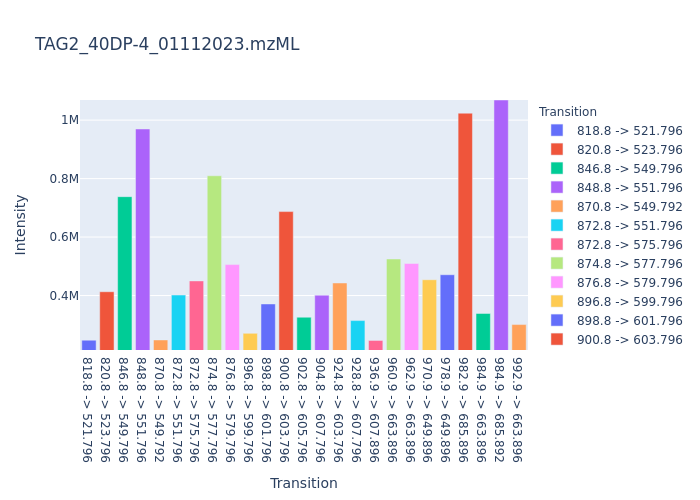 TAG2_40DP-4_01112023.mzML
Intensity
1M
0.8M
0.6M
0.4M
818.8 -> 521.796
820.8 -> 523.796
846.8 -> 549.796
848.8 -> 551.796
870.8 -> 549.792
872.8 -> 551.796
872.8 -> 575.796
874.8 -> 577.796
876.8 -> 579.796
896.8 -> 599.796
898.8 -> 601.796
900.8 -> 603.796
902.8 -> 605.796
904.8 -> 607.796
924.8 -> 603.796
928.8 -> 607.796
936.9 -> 607.896
960.9 -> 663.896
962.9 -> 663.896
970.9 -> 649.896
978.9 -> 649.896
982.9 -> 685.896
984.9 -> 663.896
984.9 -> 685.892
992.9 -> 663.896
Transition
Transition
818.8 -> 521.796
820.8 -> 523.796
846.8 -> 549.796
848.8 -> 551.796
870.8 -> 549.792
872.8 -> 551.796
872.8 -> 575.796
874.8 -> 577.796
876.8 -> 579.796
896.8 -> 599.796
898.8 -> 601.796
900.8 -> 603.796